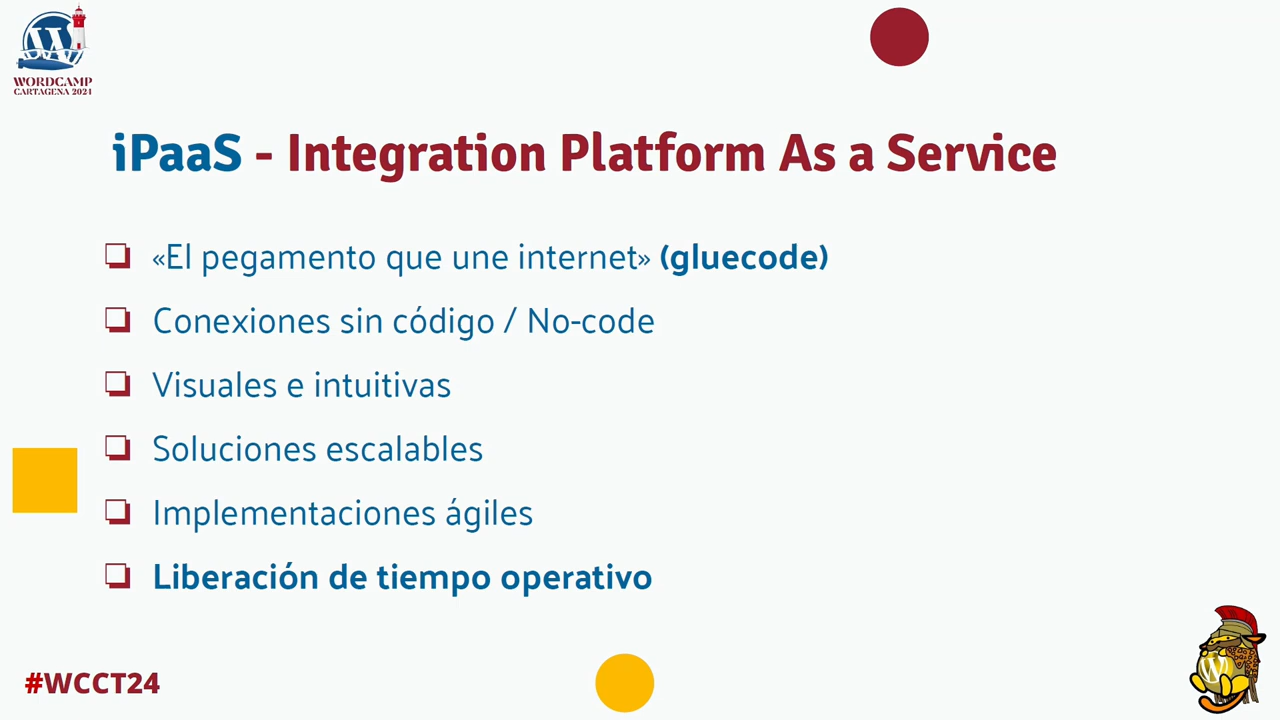 WORDCAMP
CARTAGENA 2024
iPaaS - Integration Platform As a Service
«El pegamento que une internet» (gluecode)
Conexiones sin código / No-code
Visuales e intuitivas
Soluciones escalables
Implementaciones ágiles
Liberación de tiempo operativo
#WCCT24